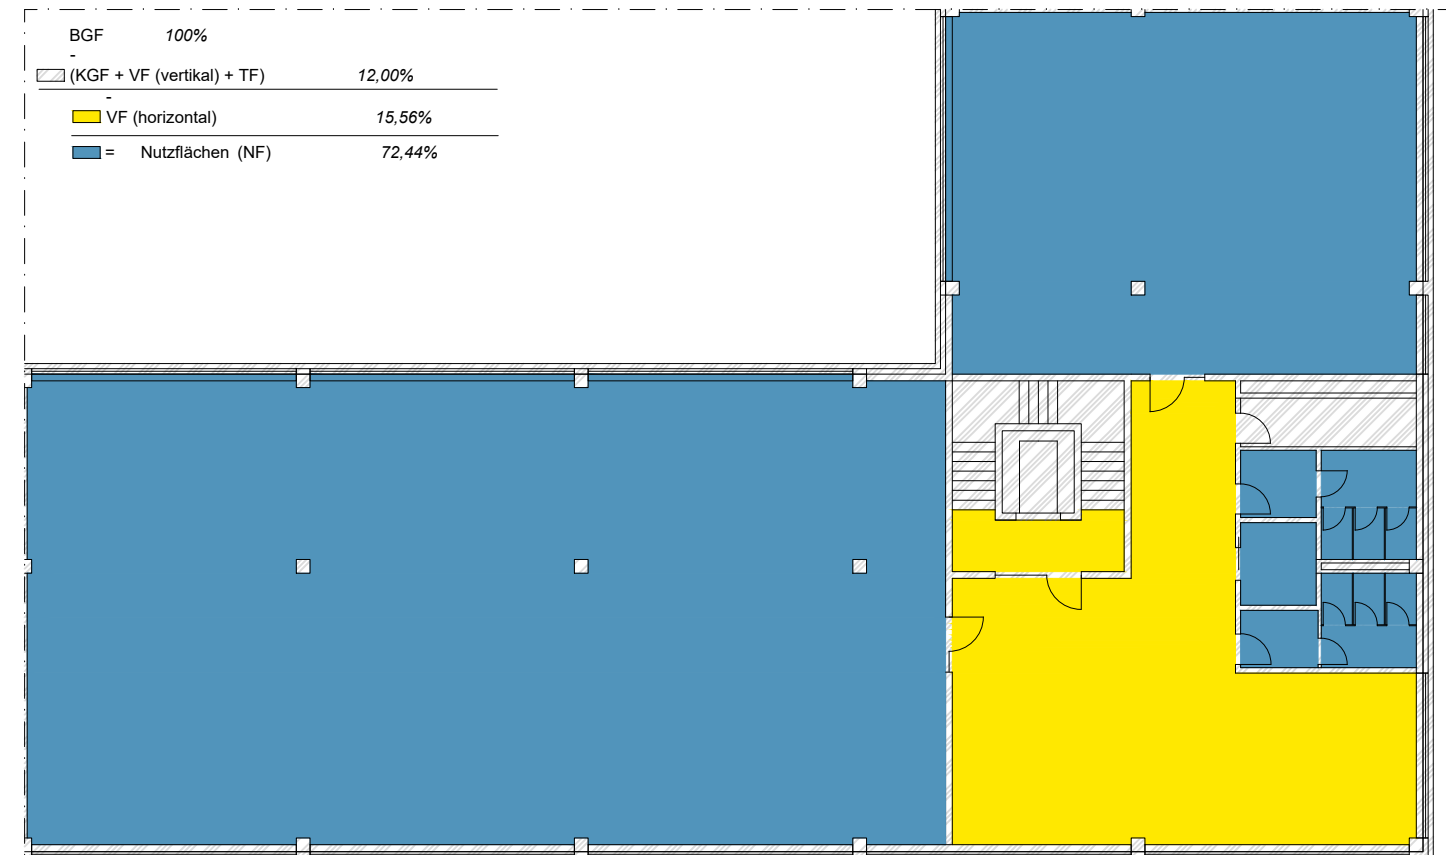 BGF 100%
-
(KGF + VF (vertikal) + TF) 12,00%
-
VF (horizontal) 15,56%
= Nutzflächen (NF) 72,44%